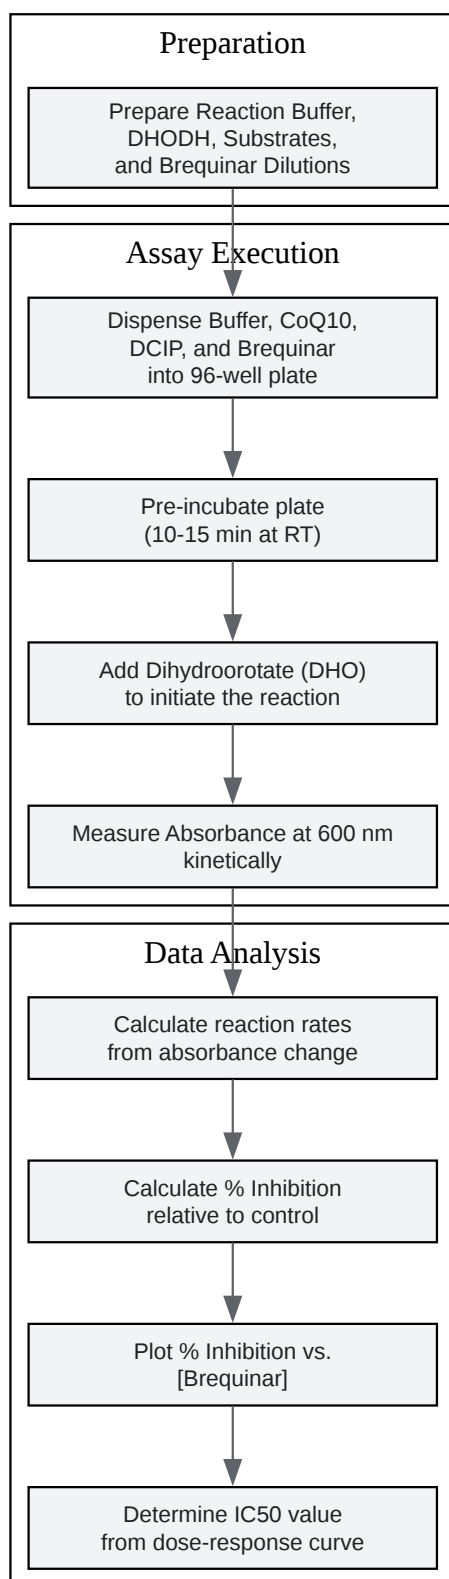 Preparation
Prepare Reaction Buffer,
DHODH, Substrates,
and Brequinar Dilutions
Assay Execution
Dispense Buffer, CoQ10,
DCIP, and Brequinar
into 96-well plate
Pre-incubate plate
(10-15 min at RT)
Add Dihydroorotate (DHO)
to initiate the reaction
Measure Absorbance at 600 nm
kinetically
Data Analysis
Calculate reaction rates
from absorbance change
Calculate % Inhibition
relative to control
Plot % Inhibition vs.
[Brequinar]
Determine IC50 value
from dose-response curve